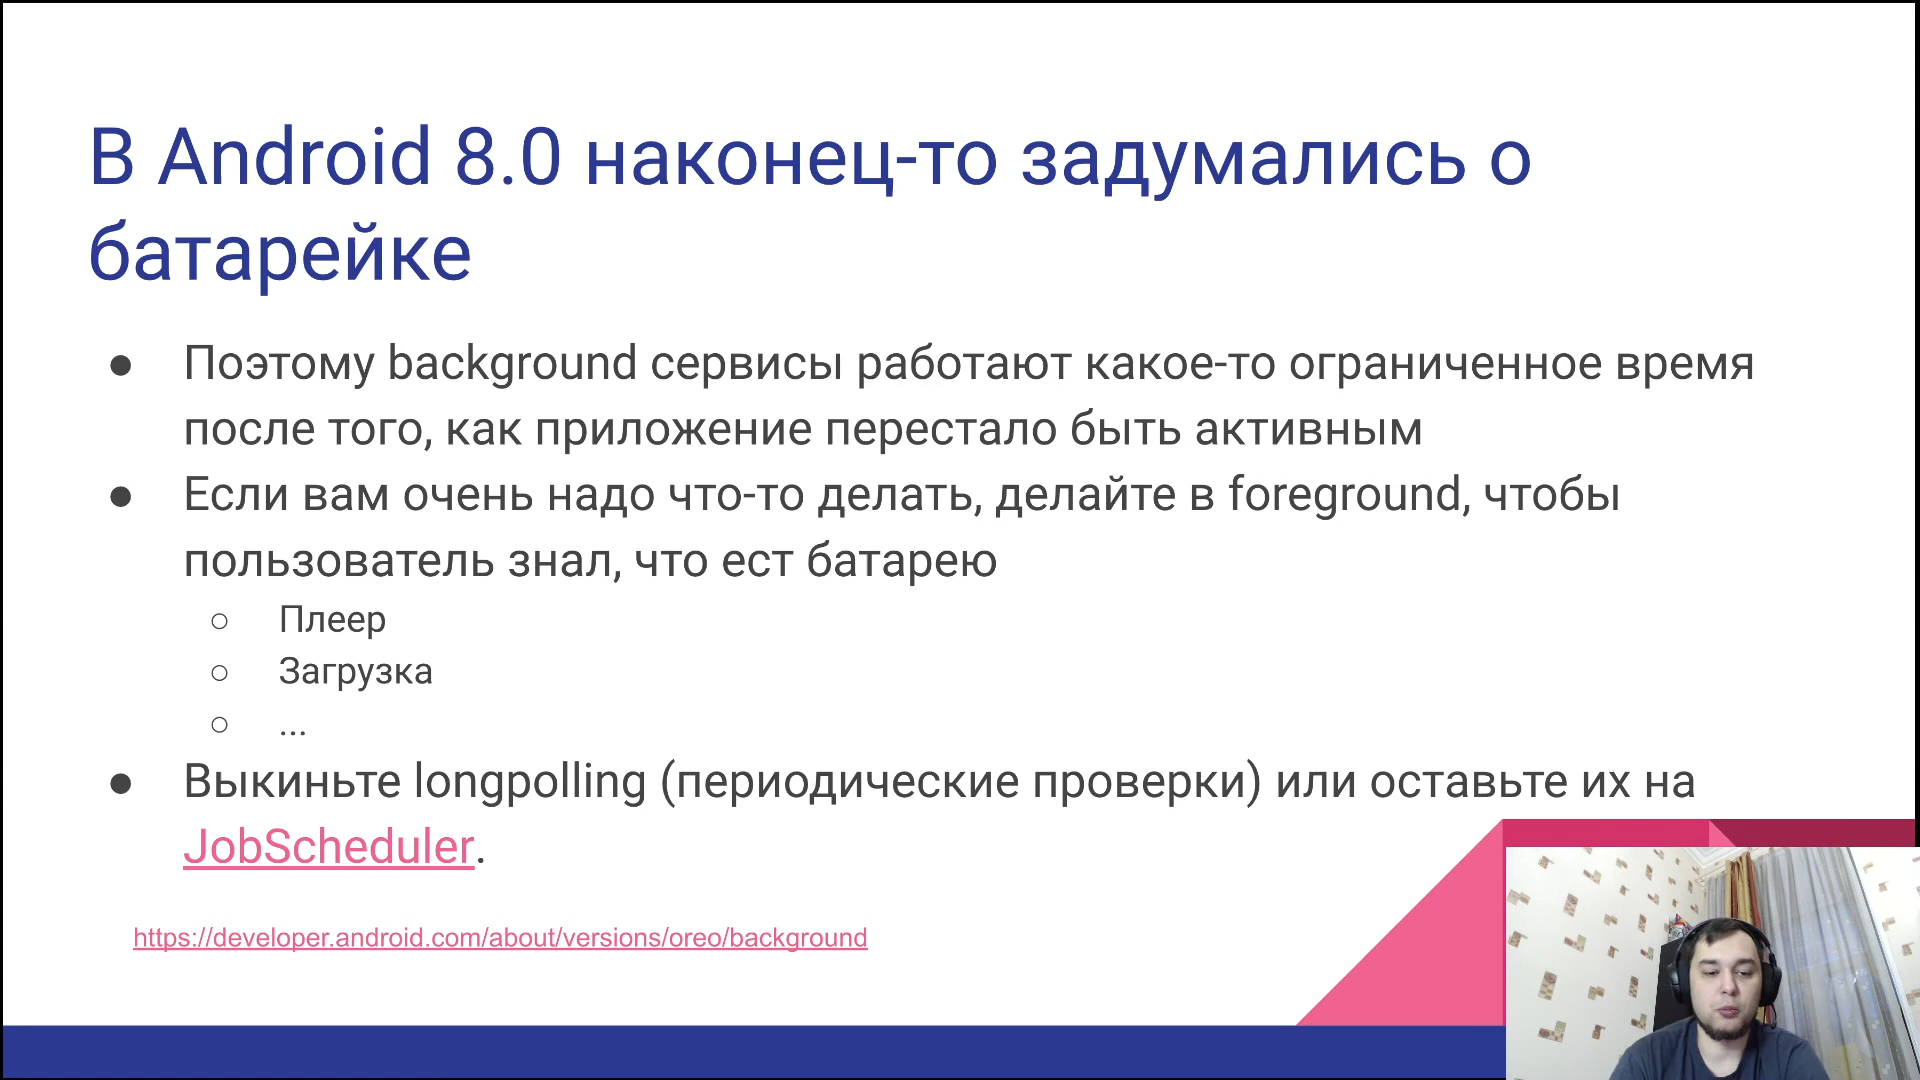 В Android 8.0 наконец-то задумались о
батарейке
● Поэтому background сервисы работают какое-то ограниченное время
после того, как приложение перестало быть активным
● Если вам очень надо что-то делать, делайте в foreground, чтобы
пользователь знал, что ест батарею
○ Плеер
○ Загрузка
○ ...
● Выкиньте longpolling (периодические проверки) или оставьте их на
JobScheduler.
https://developer.android.com/about/versions/oreo/background